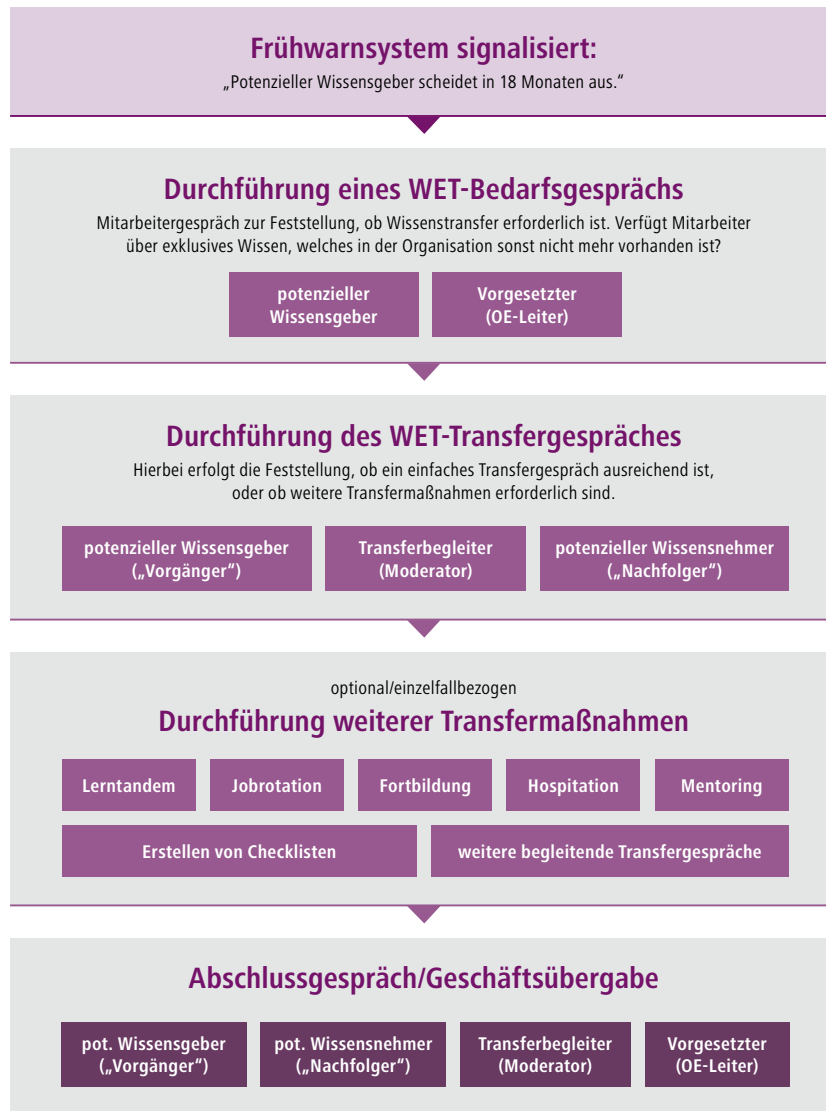 Frühwarnsystem signalisiert:
„Potenzieller Wissensgeber scheidet in 18 Monaten aus.“
Durchführung eines WET-Bedarfsgesprächs
Mitarbeitergespräch zur Feststellung, ob Wissenstransfer erforderlich ist. Verfügt Mitarbeiter
über exklusives Wissen, welches in der Organisation sonst nicht mehr vorhanden ist?
potenzieller
Wissensgeber
Vorgesetzter
(OE-Leiter)
Durchführung des WET-Transfergespräches
Hierbei erfolgt die Feststellung, ob ein einfaches Transfergespräch ausreichend ist,
oder ob weitere Transfermaßnahmen erforderlich sind.
potenzieller Wissensgeber
(„Vorgänger“)
Transferbegleiter
(Moderator)
potenzieller Wissensnehmer
(„Nachfolger“)
optional/einzelfallbezogen
Durchführung weiterer Transfermaßnahmen
Lerntandem
Jobrotation
Fortbildung
Hospitation
Mentoring
Erstellen von Checklisten
weitere begleitende Transfergespräche
Abschlussgespräch/Geschäftsübergabe
pot. Wissensgeber
(„Vorgänger“)
pot. Wissensnehmer
(„Nachfolger“)
Transferbegleiter
(Moderator)
Vorgesetzter
(OE-Leiter)